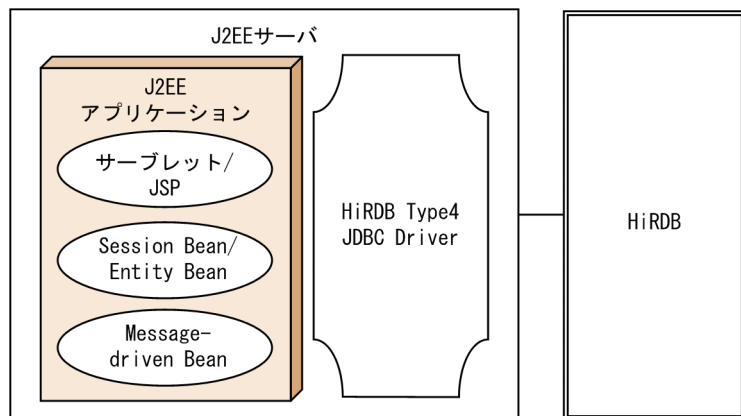 J2EEサーバ
J2EE
アプリケーション
サーブレット/
JSP
Session Bean/
Entity Bean
Message-
driven Bean
HiRDB Type4
JDBC Driver
HiRDB